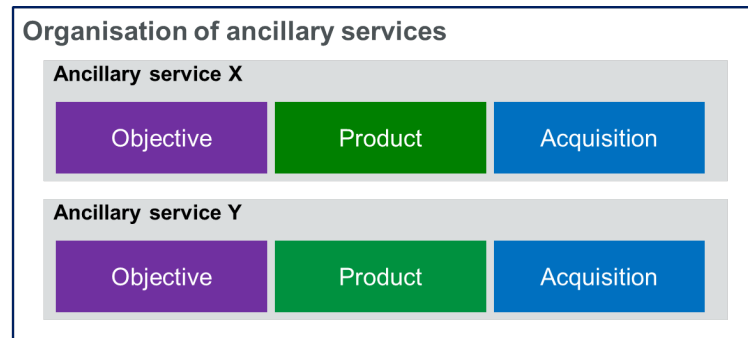 Organisation of ancillary services
Ancillary service X
Objective Product Acquisition
Ancillary service Y
Objective Product Acquisition